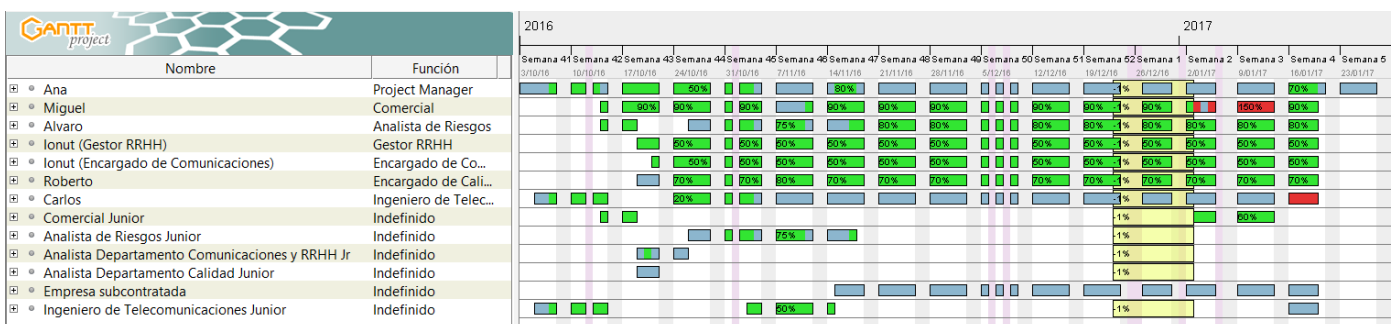 GANTT project
2016 2017
Nombre Función
Semana 41 Semana 42 Semana 43 Semana 44 Semana 45 Semana 46 Semana 47 Semana 48 Semana 49 Semana 50 Semana 51 Semana 52 Semana 1 Semana 2 Semana 3 Semana 4 Semana 5
3/10/16 10/10/16 17/10/16 24/10/16 31/10/16 7/11/16 14/11/16 21/11/16 28/11/16 5/12/16 12/12/16 19/12/16 26/12/16 2/01/17 9/01/17 16/01/17 23/01/17
Ana Project Manager 50% 80% -1% 70%
Miguel Comercial 90% 90% 90% 90% 90% 90% 90% 90% -1% 90% 150% 90%
Alvaro Analista de Riesgos 75% 80% 80% 80% 80% -1% 80% 80% 80% 80%
Ionut (Gestor RRHH) Gestor RRHH 50% 50% 50% 50% 50% 50% 50% 50% -1% 50% 50% 50% 50%
Ionut (Encargado de Comunicaciones) Encargado de Co... 50% 50% 50% 50% 50% 50% 50% 50% -1% 50% 50% 50% 50%
Roberto Encargado de Cali... 70% 70% 80% 70% 70% 70% 70% 70% -1% 70% 70% 70% 70%
Carlos Ingeniero de Telec... 20% -1%
Comercial Junior Indefinido -1% 60%
Analista de Riesgos Junior Indefinido 75% -1%
Analista Departamento Comunicaciones y RRHH Jr Indefinido -1%
Analista Departamento Calidad Junior Indefinido -1%
Empresa subcontratada Indefinido
Ingeniero de Telecomunicaciones Junior Indefinido 50% -1%